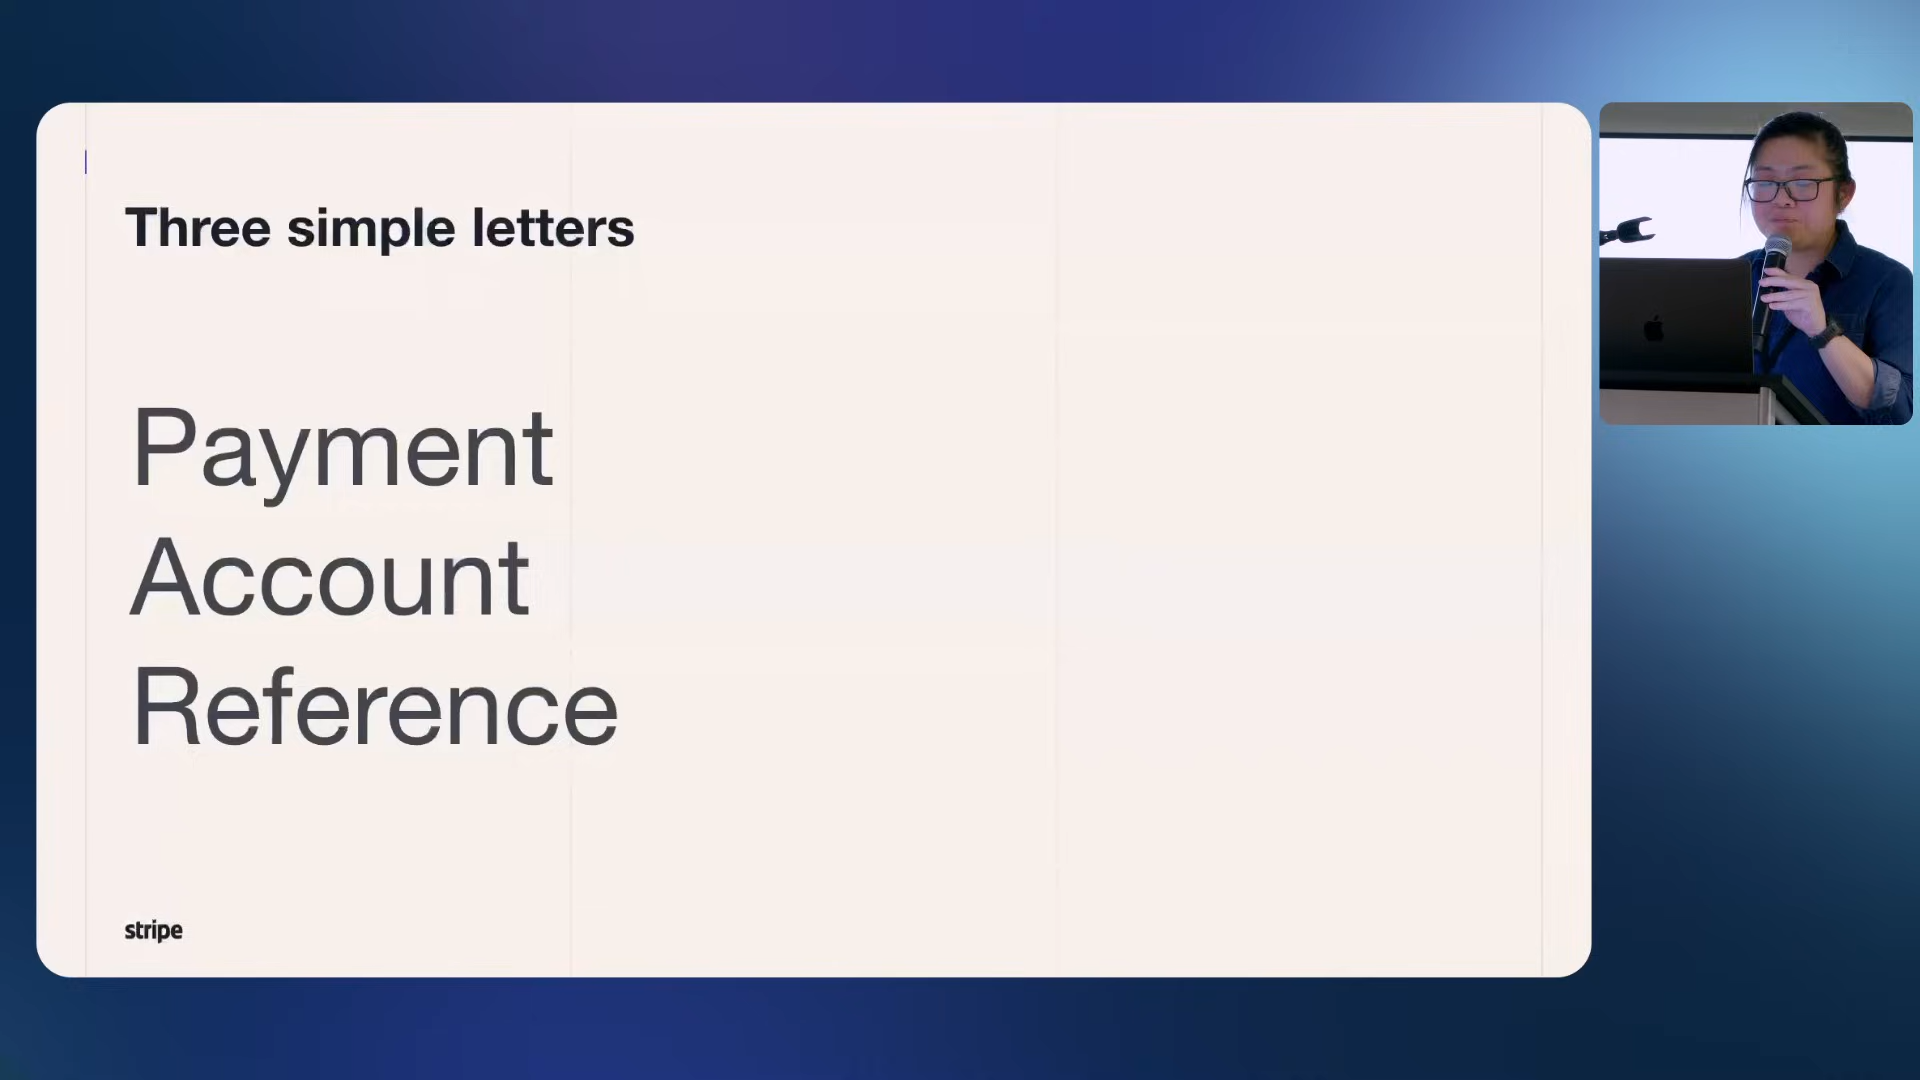 Three simple letters
Payment
Account
Reference
stripe